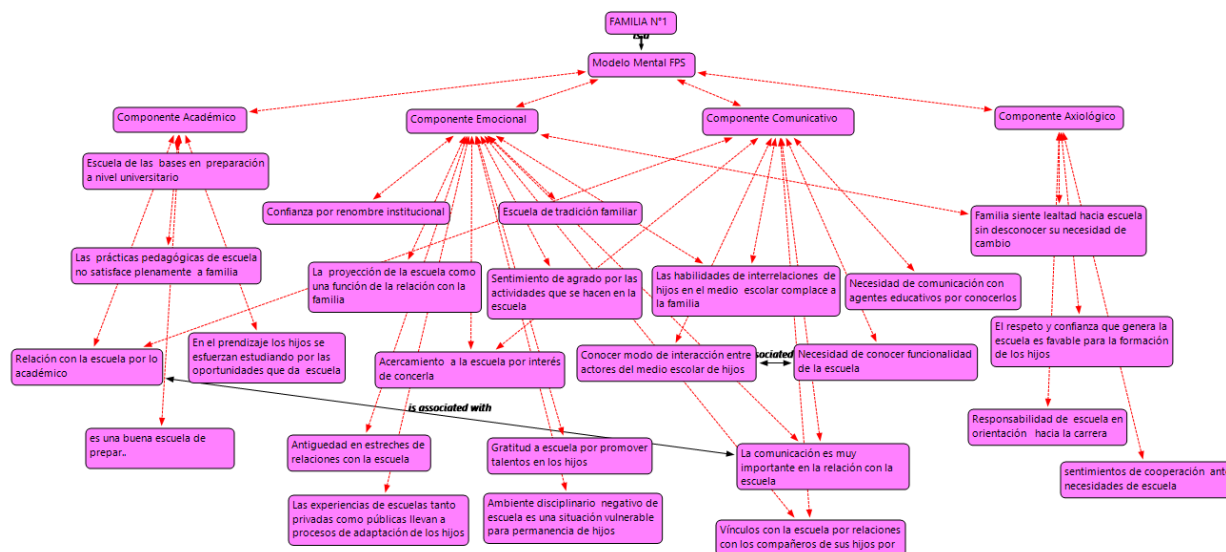 FAMILIA N°1
is a
Modelo Mental FPS
Componente Académico
Componente Emocional
Componente Comunicativo
Componente Axiológico
Escuela de las bases en preparación
a nivel universitario
Confianza por renombre institucional
Escuela de tradición familiar
Familia siente lealtad hacia escuela
sin desconocer su necesidad de
cambio
Las prácticas pedagógicas de escuela
no satisface plenamente a familia
La proyección de la escuela como
una función de la relación con la
familia
Sentimiento de agrado por las
actividades que se hacen en la
escuela
Las habilidades de interrelaciones de
hijos en el medio escolar complace a
la familia
Necesidad de comunicación con
agentes educativos por conocerlos
El respeto y confianza que genera la
escuela es favable para la formación
de los hijos
Relación con la escuela por lo
académico
En el prendizaje los hijos se
esfuerzan estudiando por las
oportunidades que da escuela
Acercamiento a la escuela por interés
de concerla
Conocer modo de interacción entre
actores del medio escolar de hijos
sociated
Necesidad de conocer funcionalidad
de la escuela
is associated with
Responsabilidad de escuela en
orientación hacia la carrera
es una buena escuela de
prepar..
Antiguedad en estreches de
relaciones con la escuela
Gratitud a escuela por promover
talentos en los hijos
La comunicación es muy
importante en la relación con la
escuela
sentimientos de cooperación ante
necesidades de escuela
Las experiencias de escuelas tanto
privadas como públicas llevan a
procesos de adaptación de los hijos
Ambiente disciplinario negativo de
escuela es una situación vulnerable
para permanencia de hijos
Vínculos con la escuela por relaciones
con los compañeros de sus hijos por